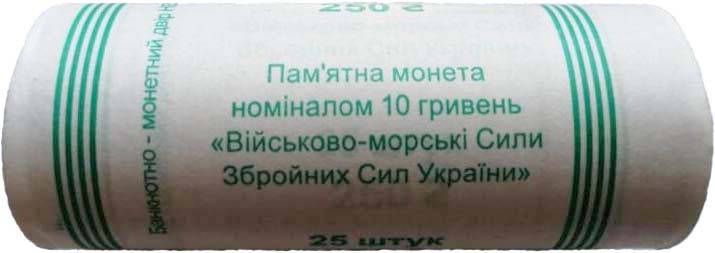 250 ₴
Пам'ятна монета
номіналом 10 гривень
«Військово-морські Сили
Збройних Сил України»
25 штук
Банкнотно - монетний двір